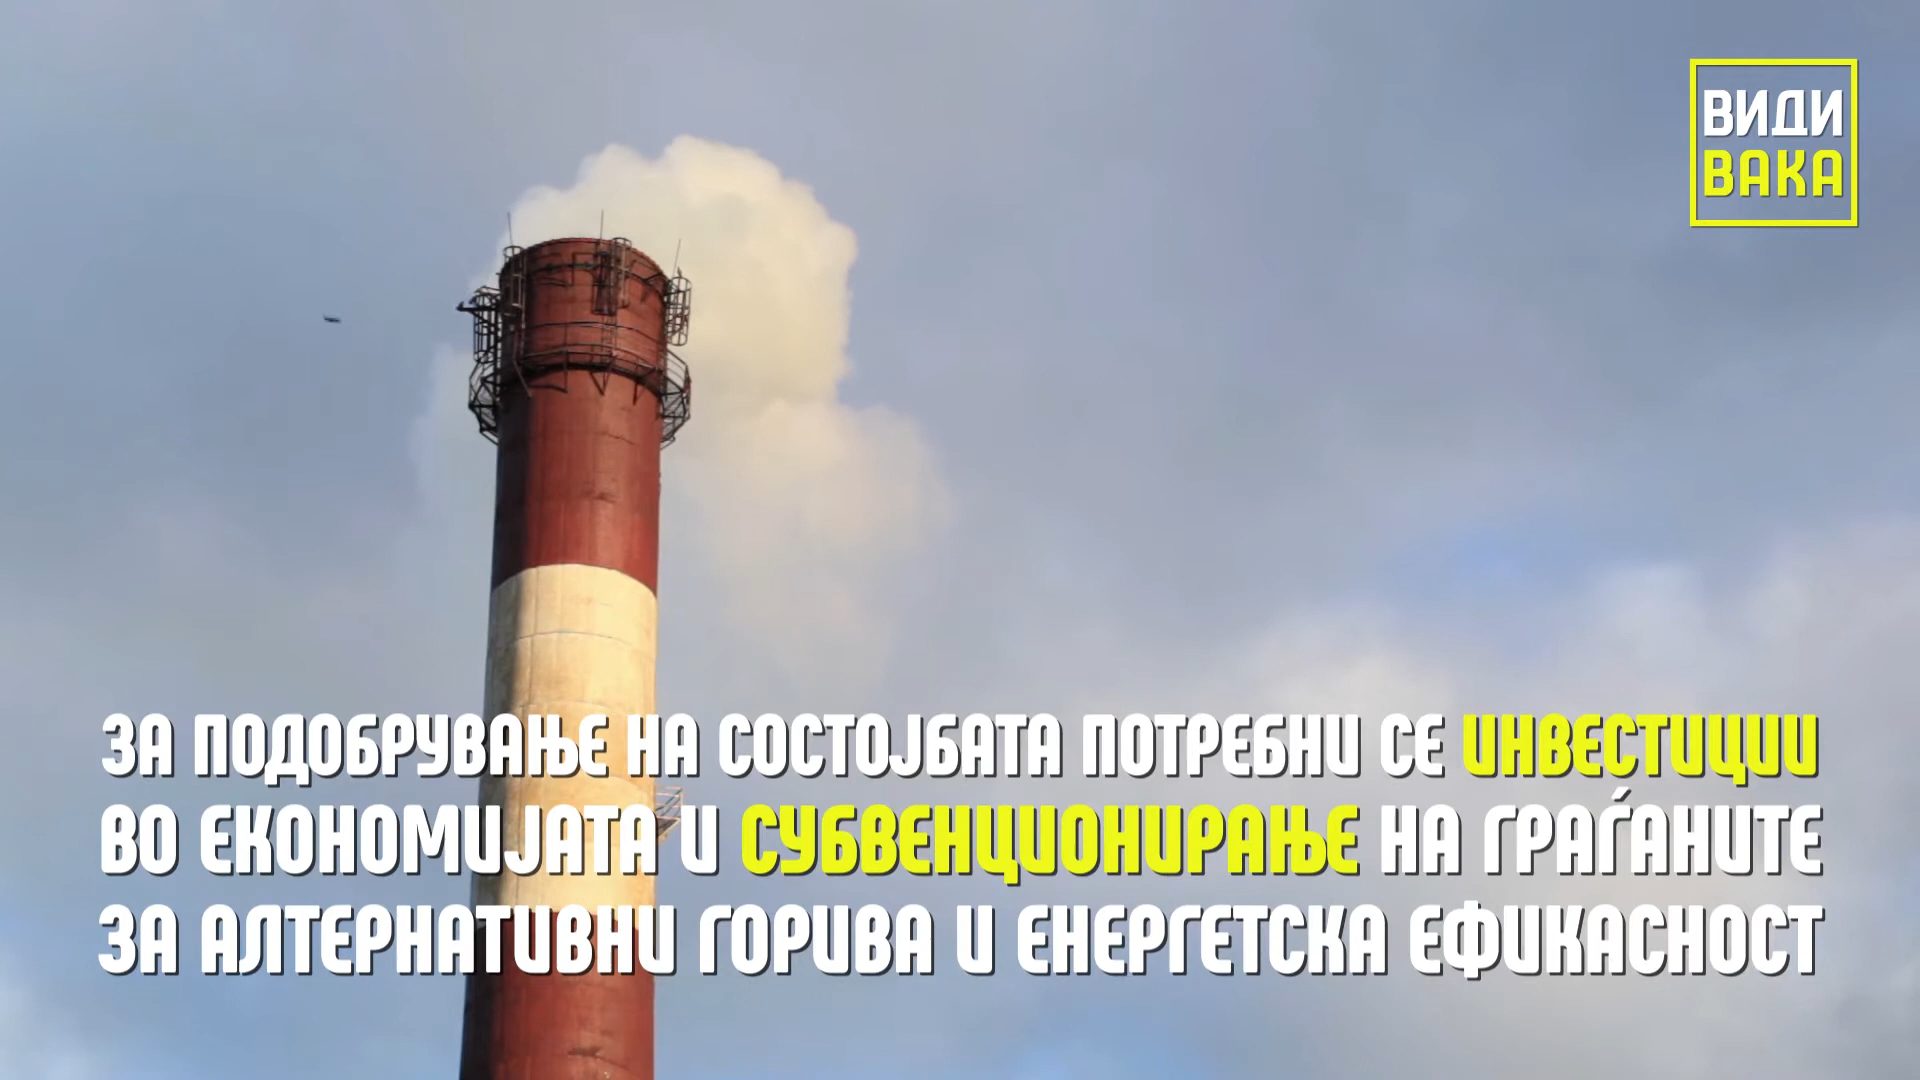 ВИДИ
ВАКА
ЗА ПОДОБРУВАЊЕ НА СОСТОЈБАТА ПОТРЕБНИ СЕ ИНВЕСТИЦИИ
ВО ЕКОНОМИЈАТА И СУБВЕНЦИОНИРАЊЕ НА ГРАЃАНИТЕ
ЗА АЛТЕРНАТИВНИ ГОРИВА И ЕНЕРГЕТСКА ЕФИКАСНОСТ